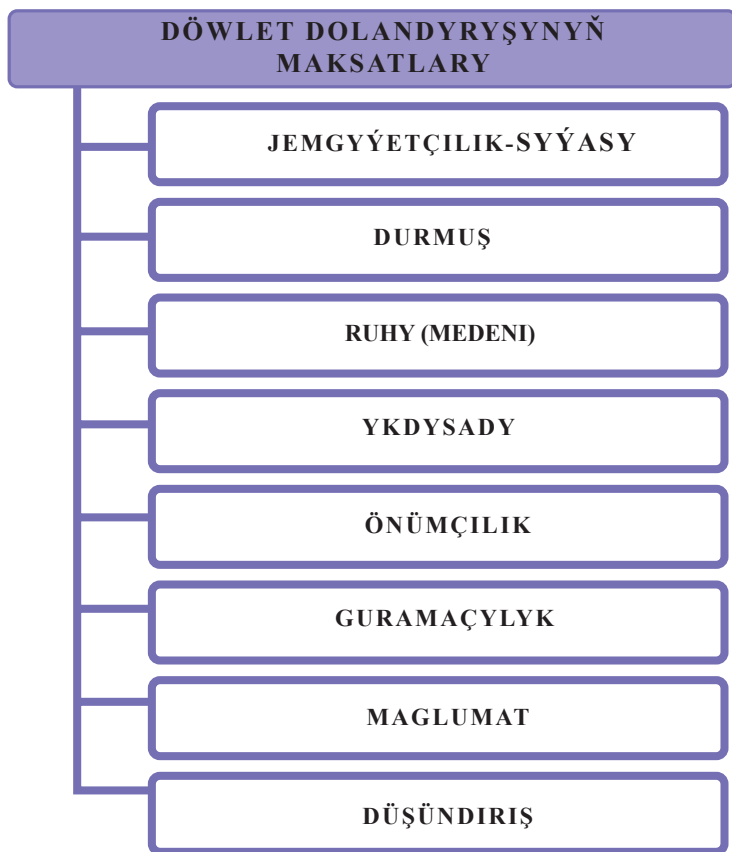 DÖWLET DOLANDYRYŞYNYŇ
MAKSATLARY
JEMGYÝETÇILIK-SYÝASY
DURMUŞ
RUHY (MEDENI)
YKDYSADY
ÖNÜMÇILIK
GURAMAÇYLYK
MAGLUMAT
DÜŞÜNDIRIŞ